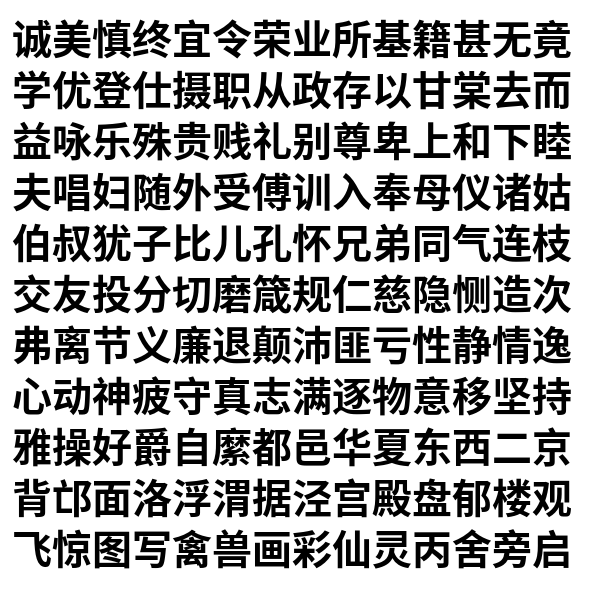 诚美慎终宜令荣业所基籍甚无竟
学优登仕摄职从政存以甘棠去而
益咏乐殊贵贱礼别尊卑上和下睦
夫唱妇随外受傅训入奉母仪诸姑
伯叔犹子比儿孔怀兄弟同气连枝
交友投分切磨箴规仁慈隐恻造次
弗离节义廉退颠沛匪亏性静情逸
心动神疲守真志满逐物意移坚持
雅操好爵自縻都邑华夏东西二京
背邙面洛浮渭据泾宫殿盘郁楼观
飞惊图写禽兽画彩仙灵丙舍旁启